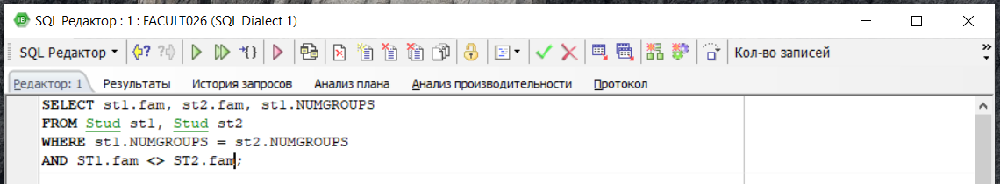 SQL Редактор : 1 : FACULT026 (SQL Dialect 1)
SQL Редактор Кол-во записей
Редактор: 1 Результаты История запросов Анализ плана Анализ производительности Протокол
SELECT st1.fam, st2.fam, st1.NUMGROUPS
FROM Stud st1, Stud st2
WHERE st1.NUMGROUPS = st2.NUMGROUPS
AND ST1.fam <> ST2.fam;